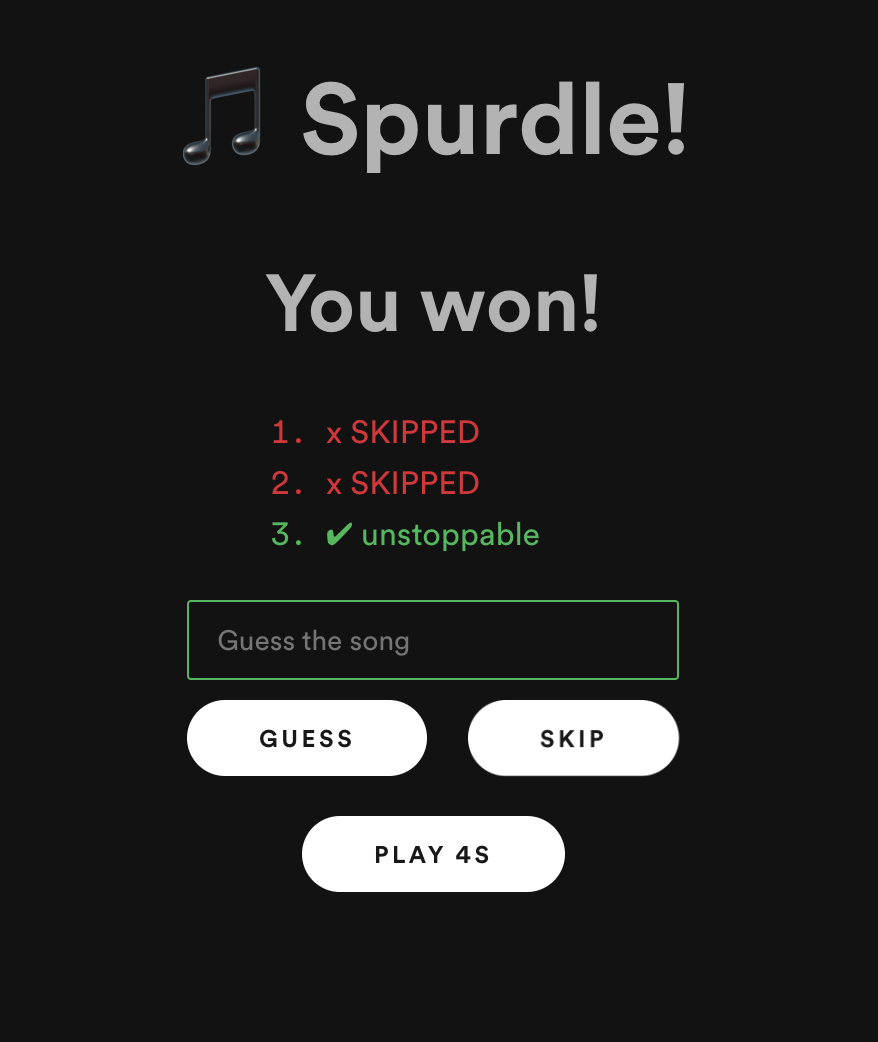 🎵 Spurdle!
You won!
1. x SKIPPED
2. x SKIPPED
3. ✔ unstoppable
Guess the song
GUESS SKIP
PLAY 4S